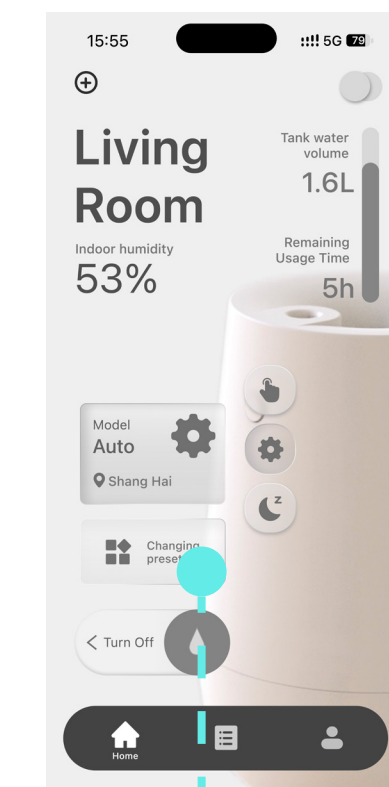 15:55
5G 79
Living
Room
Tank water
volume
1.6L
Indoor humidity
53%
Remaining
Usage Time
5h
Model
Auto
Shang Hai
z
Changing
Turn Off
Home